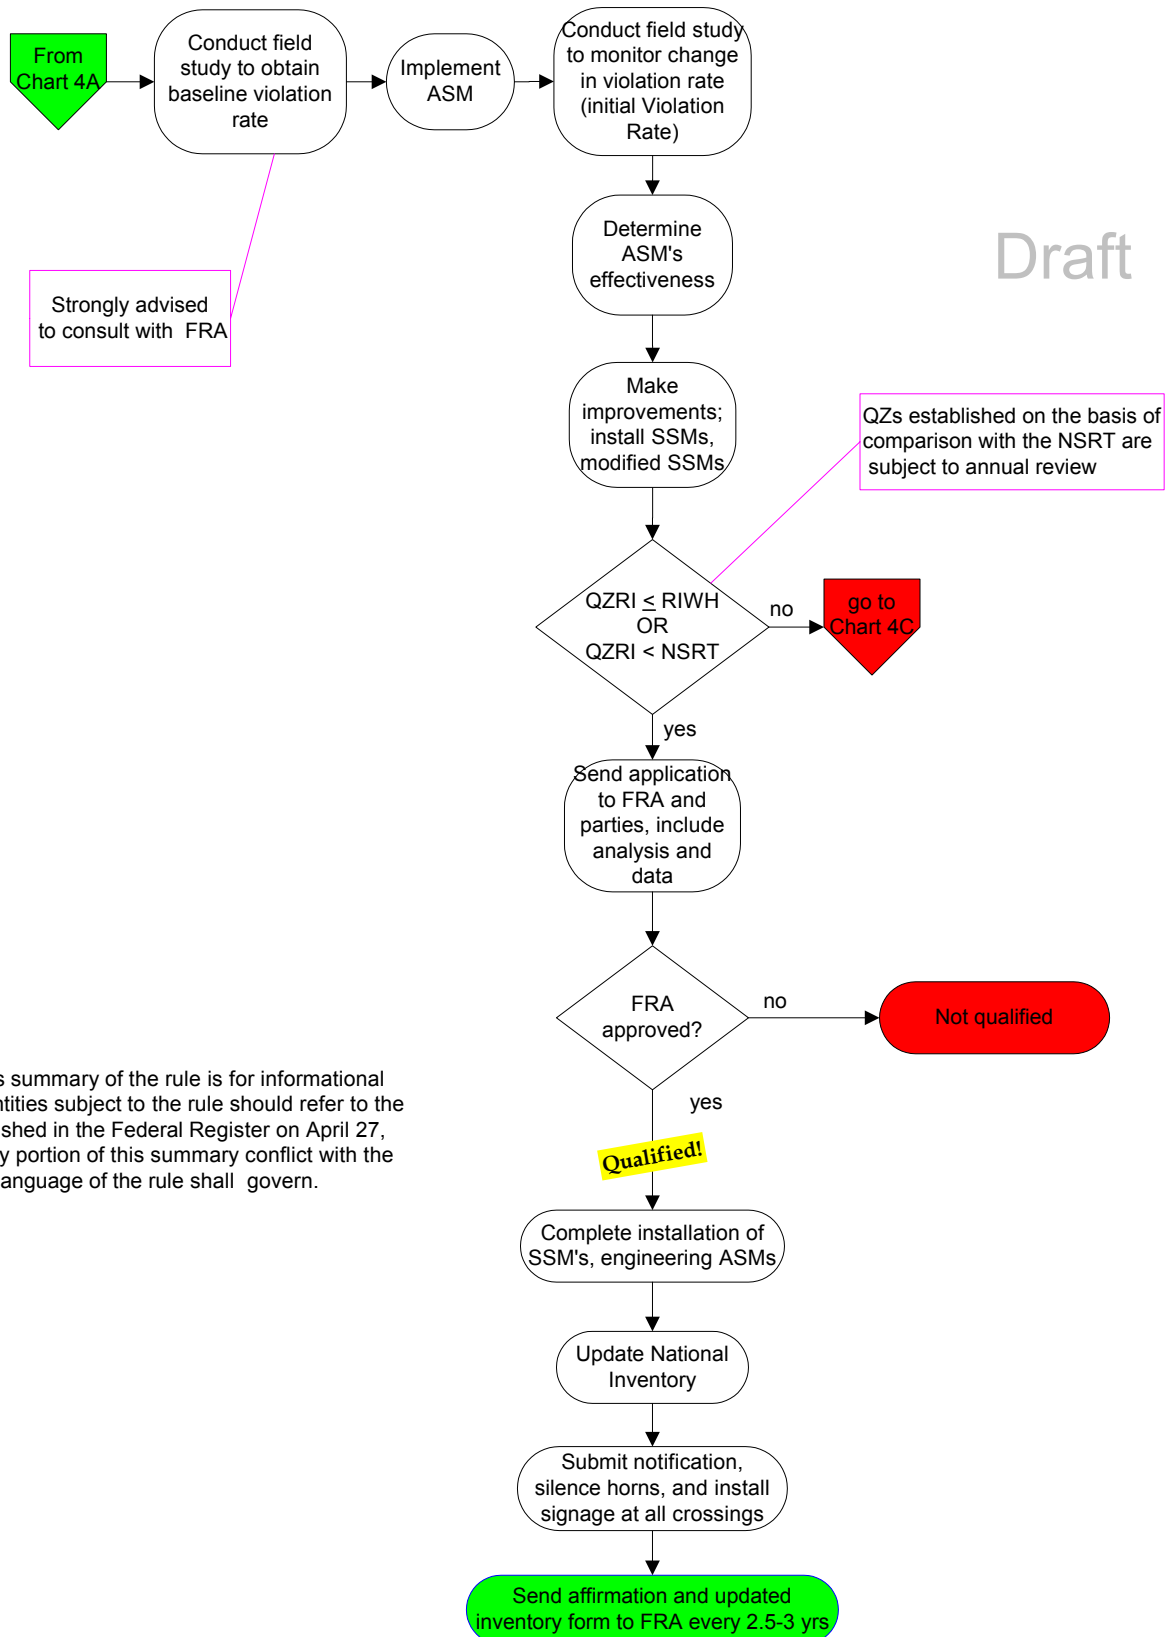 From
Chart 4A
Conduct field
study to obtain
baseline violation
rate
Implement
ASM
Conduct field study
to monitor change
in violation rate
(initial Violation
Rate)
Determine
ASM's
effectiveness
Draft
Strongly advised
to consult with FRA
Make
improvements;
install SSMs,
modified SSMs
QZs established on the basis of
comparison with the NSRT are
subject to annual review
QZRI ≤ RIWH
OR
QZRI < NSRT
no
go to
Chart 4C
yes
Send application
to FRA and
parties, include
analysis and
data
FRA
approved?
no
Not qualified
yes
s summary of the rule is for informational
ntities subject to the rule should refer to the
shed in the Federal Register on April 27,
y portion of this summary conflict with the
anguage of the rule shall govern.
Qualified!
Complete installation of
SSM's, engineering ASMs
Update National
Inventory
Submit notification,
silence horns, and install
signage at all crossings
Send affirmation and updated
inventory form to FRA every 2.5-3 yrs